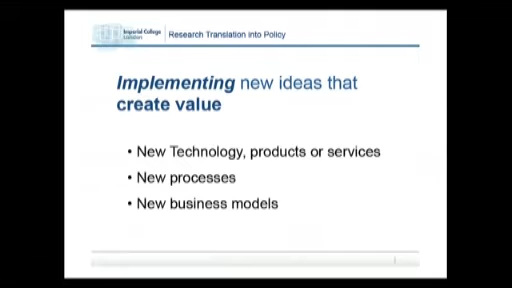 Imperial College
London
Research Translation into Policy
Implementing new ideas that
create value
• New Technology, products or services
• New processes
• New business models